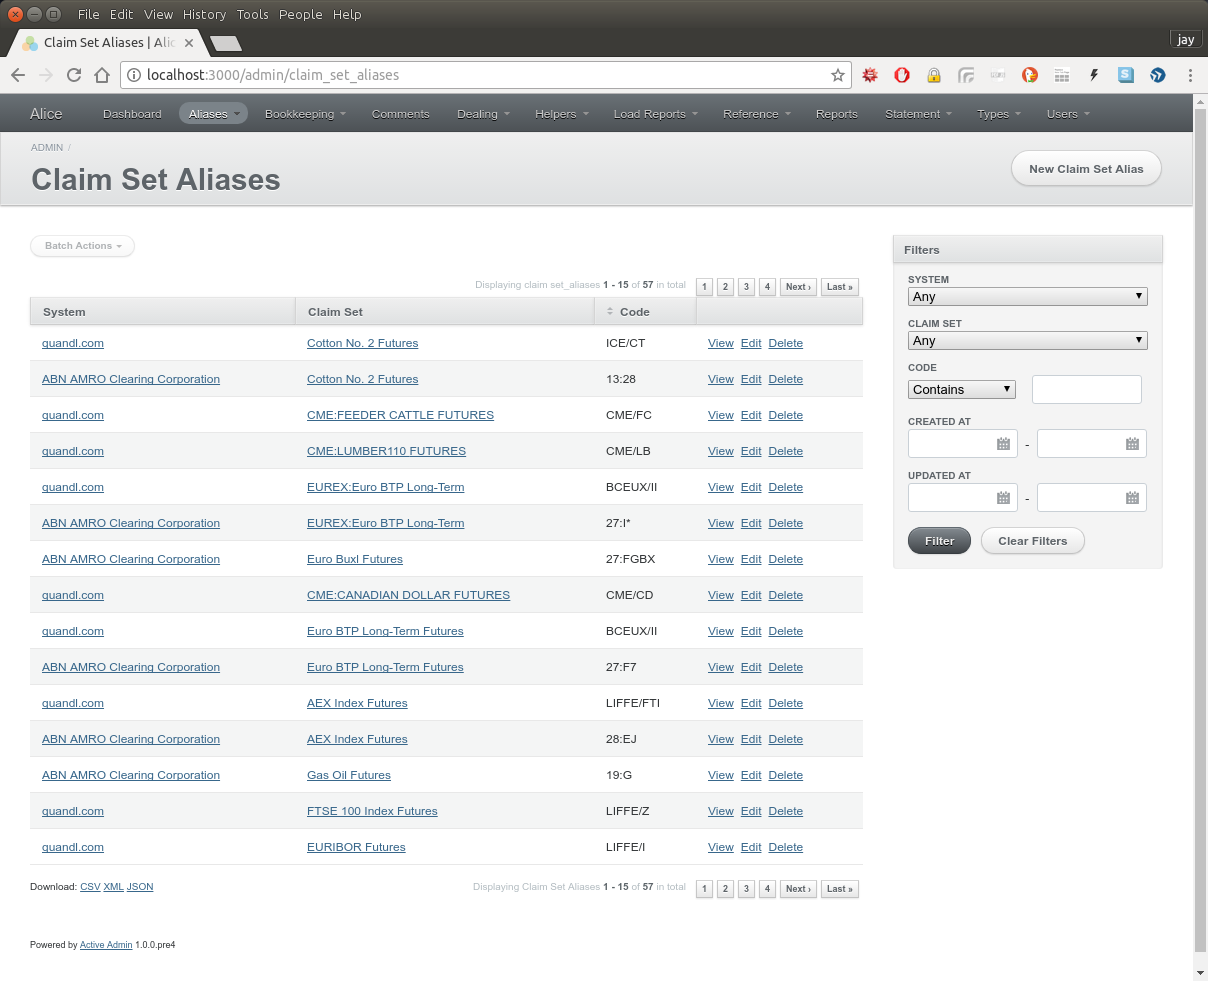 File Edit View History Tools People Help
Claim Set Aliases | Alic
jay
localhost:3000/admin/claim_set_aliases
Alice Dashboard Aliases Bookkeeping Comments Dealing Helpers Load Reports Reference Reports Statement Types Users
ADMIN /
Claim Set Aliases
New Claim Set Alias
Batch Actions
Displaying claim set_aliases 1 - 15 of 57 in total 1 2 3 4 Next › Last »
System Claim Set Code
quandl.com Cotton No. 2 Futures ICE/CT View Edit Delete
ABN AMRO Clearing Corporation Cotton No. 2 Futures 13:28 View Edit Delete
quandl.com CME:FEEDER CATTLE FUTURES CME/FC View Edit Delete
quandl.com CME:LUMBER110 FUTURES CME/LB View Edit Delete
quandl.com EUREX:Euro BTP Long-Term BCEUX/II View Edit Delete
ABN AMRO Clearing Corporation EUREX:Euro BTP Long-Term 27:I* View Edit Delete
ABN AMRO Clearing Corporation Euro Buxl Futures 27:FGBX View Edit Delete
quandl.com CME:CANADIAN DOLLAR FUTURES CME/CD View Edit Delete
quandl.com Euro BTP Long-Term Futures BCEUX/II View Edit Delete
ABN AMRO Clearing Corporation Euro BTP Long-Term Futures 27:F7 View Edit Delete
quandl.com AEX Index Futures LIFFE/FTI View Edit Delete
ABN AMRO Clearing Corporation AEX Index Futures 28:EJ View Edit Delete
ABN AMRO Clearing Corporation Gas Oil Futures 19:G View Edit Delete
quandl.com FTSE 100 Index Futures LIFFE/Z View Edit Delete
quandl.com EURIBOR Futures LIFFE/I View Edit Delete
Download: CSV XML JSON
Displaying Claim Set Aliases 1 - 15 of 57 in total 1 2 3 4 Next › Last »
Filters
SYSTEM
Any
CLAIM SET
Any
CODE
Contains
CREATED AT
-
UPDATED AT
-
Filter Clear Filters
Powered by Active Admin 1.0.0.pre4